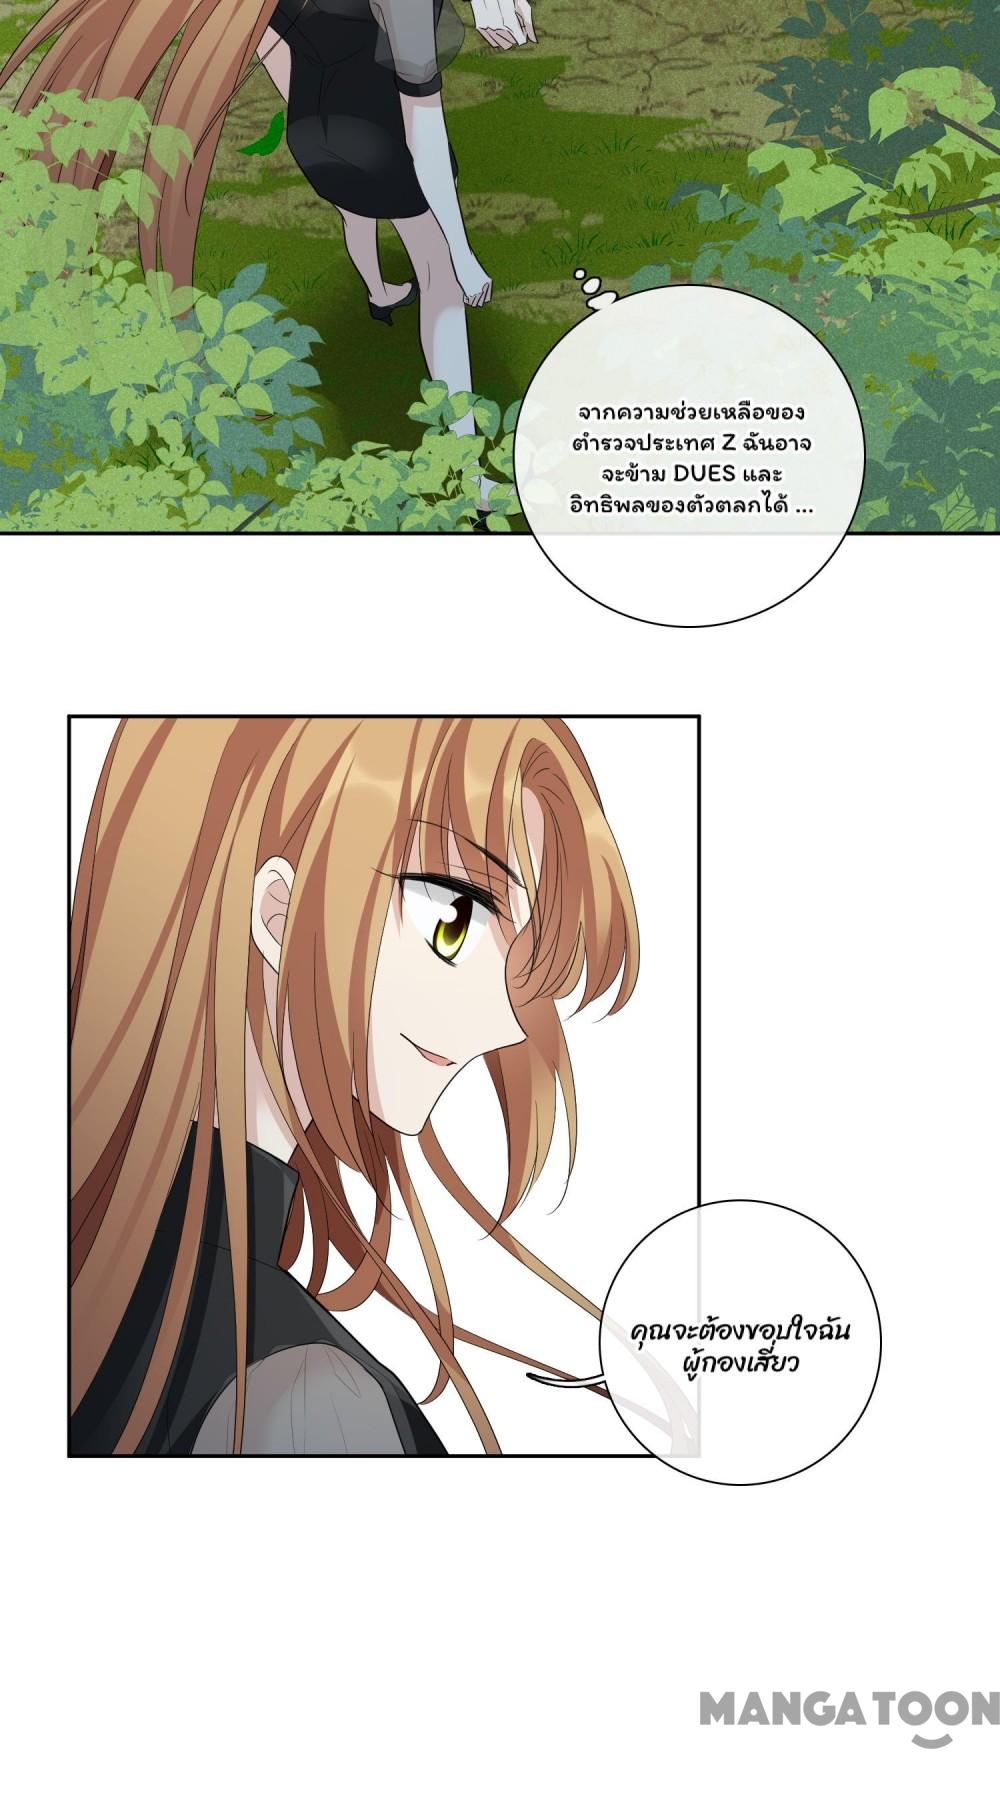 จากความช่วยเหลือของ
ตำรวจประเทศ Z ฉันอาจ
จะข้าม DUES และ
อิทธิพลของตัวตลกได้ ...
คุณจะต้องขอบใจฉัน
ผู้กองเสี่ยว
MANGATOON